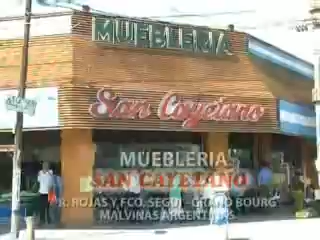 MUEBLERIA
San Cayetano
MUEBLERIA
SAN CAYETANO
R. ROJAS Y FCO. SEGUI - GRAND BOURG
MALVINAS ARGENTINAS